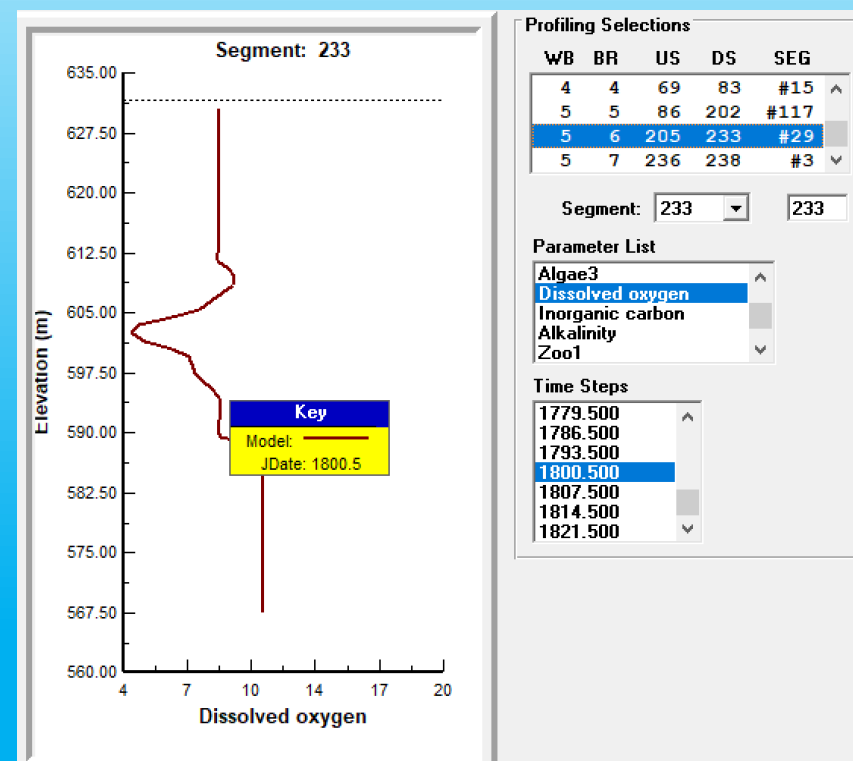 Segment: 233
635.00
627.50
620.00
612.50
605.00
597.50
590.00
582.50
575.00
567.50
560.00
Elevation (m)
4 7 10 14 17 20
Dissolved oxygen
Key
Model:
JDate: 1800.5
Profiling Selections
WB BR US DS SEG
4 4 69 83 #15
5 5 86 202 #117
5 6 205 233 #29
5 7 236 238 #3
Segment: 233 233
Parameter List
Algae3
Dissolved oxygen
Inorganic carbon
Alkalinity
Zoo1
Time Steps
1779.500
1786.500
1793.500
1800.500
1807.500
1814.500
1821.500